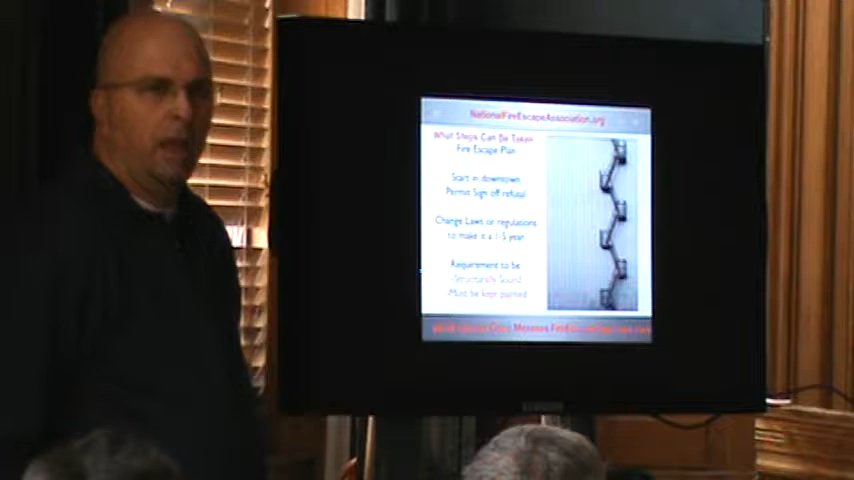 NationalFireEscapeAssociation.org
What Steps Can Be Taken
Fire Escape Plan
Start in downtown
Permit Sign off refusal
Change Laws or regulations
to make it a 1-5 year
Requirement to be
Structurally Sound
Must be kept painted